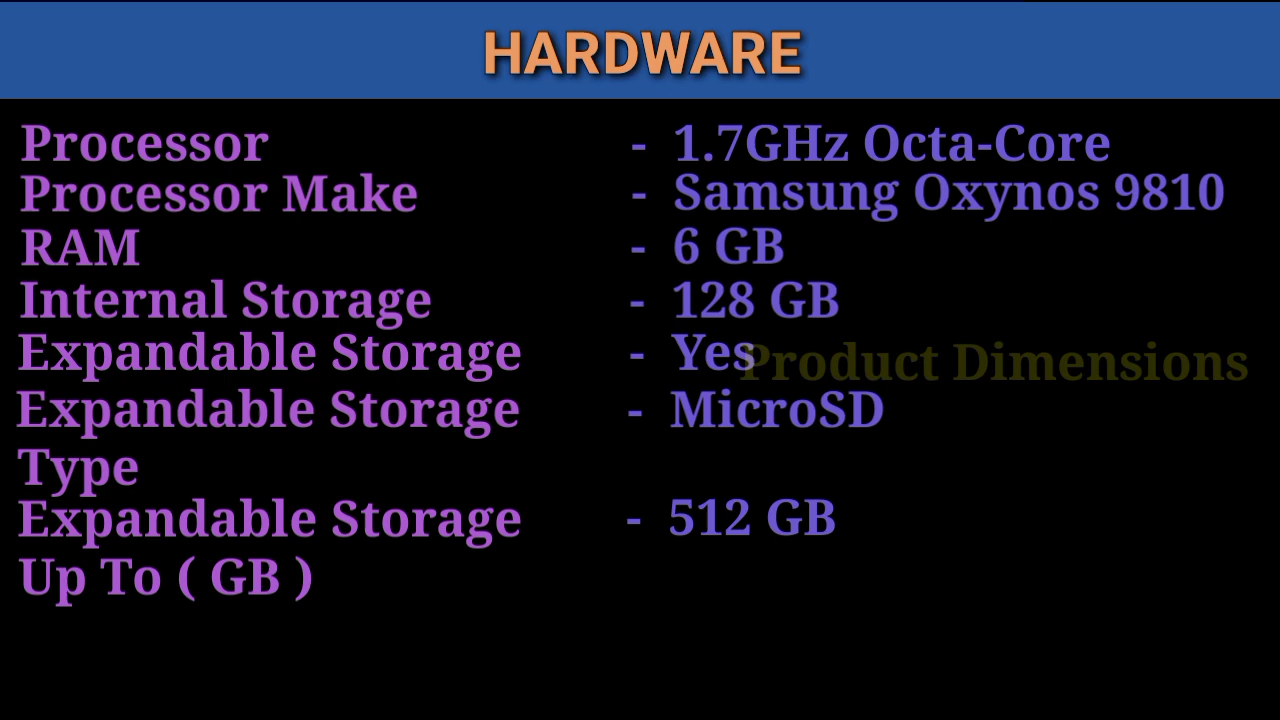 HARDWARE
Processor - 1.7GHz Octa-Core
Processor Make - Samsung Oxynos 9810
RAM - 6 GB
Internal Storage - 128 GB
Expandable Storage - Yes
Product Dimensions
Expandable Storage - MicroSD
Type
Expandable Storage - 512 GB
Up To ( GB )